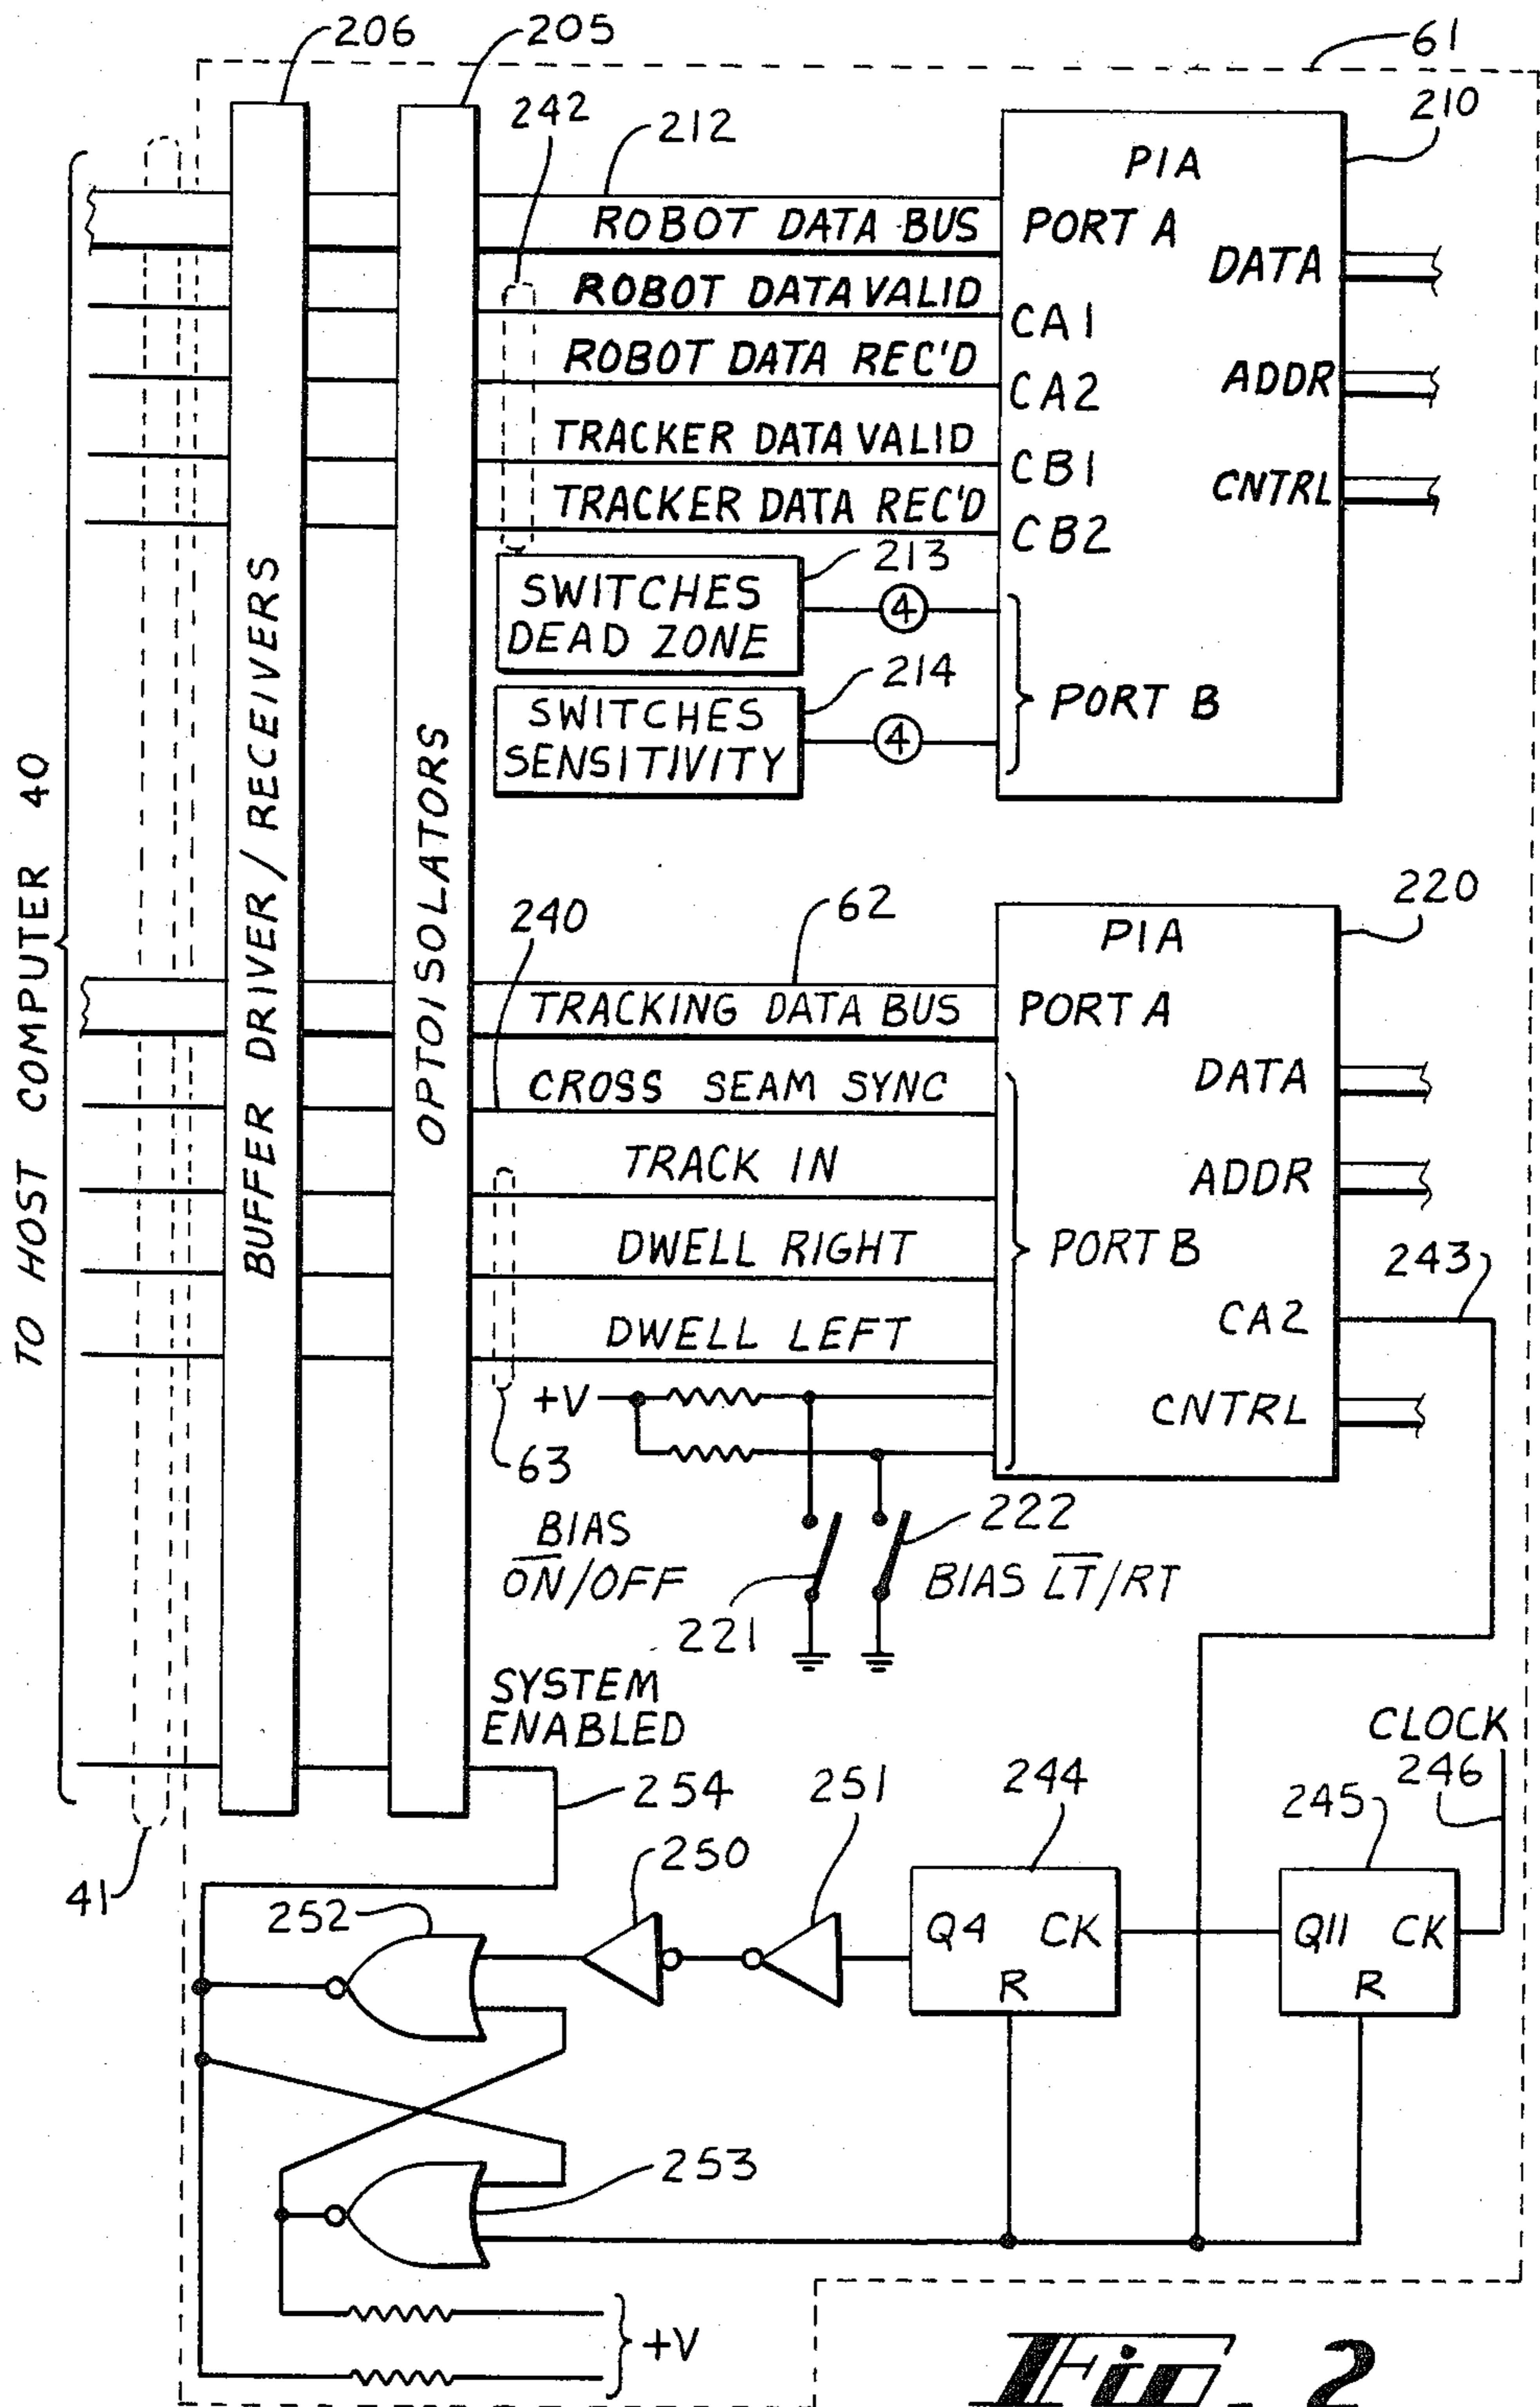 206
205
61
242
212
210
PIA
ROBOT DATA BUS
PORT A
DATA
ROBOT DATA VALID
CA1
ROBOT DATA REC'D
CA2
ADDR
TRACKER DATA VALID
CB1
CNTRL
TRACKER DATA REC'D
CB2
213
SWITCHES
DEAD ZONE
4
214
SWITCHES
SENSITIVITY
4
PORT B
TO HOST COMPUTER 40
BUFFER DRIVER/RECEIVERS
OPTOISOLATORS
220
240
62
PIA
TRACKING DATA BUS
PORT A
CROSS SEAM SYNC
DATA
TRACK IN
ADDR
DWELL RIGHT
PORT B
243
DWELL LEFT
CA2
+V
CNTRL
63
222
BIAS
ON/OFF
BIAS LT/RT
221
SYSTEM
ENABLED
CLOCK
246
254
251
244
245
250
41
252
Q4 CK
R
Q11 CK
R
253
+V
Fig. 2